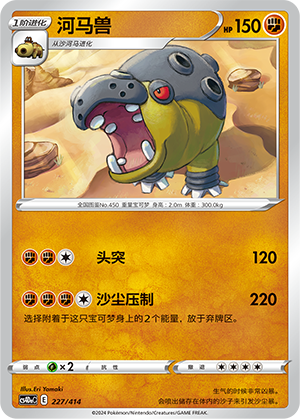 1阶进化 河马兽 HP 150
从沙河马进化
全国图鉴No.450 重量宝可梦 身高：2.0m 体重：300.0kg
头突 120
沙尘压制 220
选择附着于这只宝可梦身上的2个能量，放于弃牌区。
弱点 ×2 抵抗力 撤退
Illus.Eri Yamaki
E 227/414
生气的时候非常凶暴。
会喷出储存在体内的沙子来引发沙暴。
©2024 Pokémon/Nintendo/Creatures/GAME FREAK.